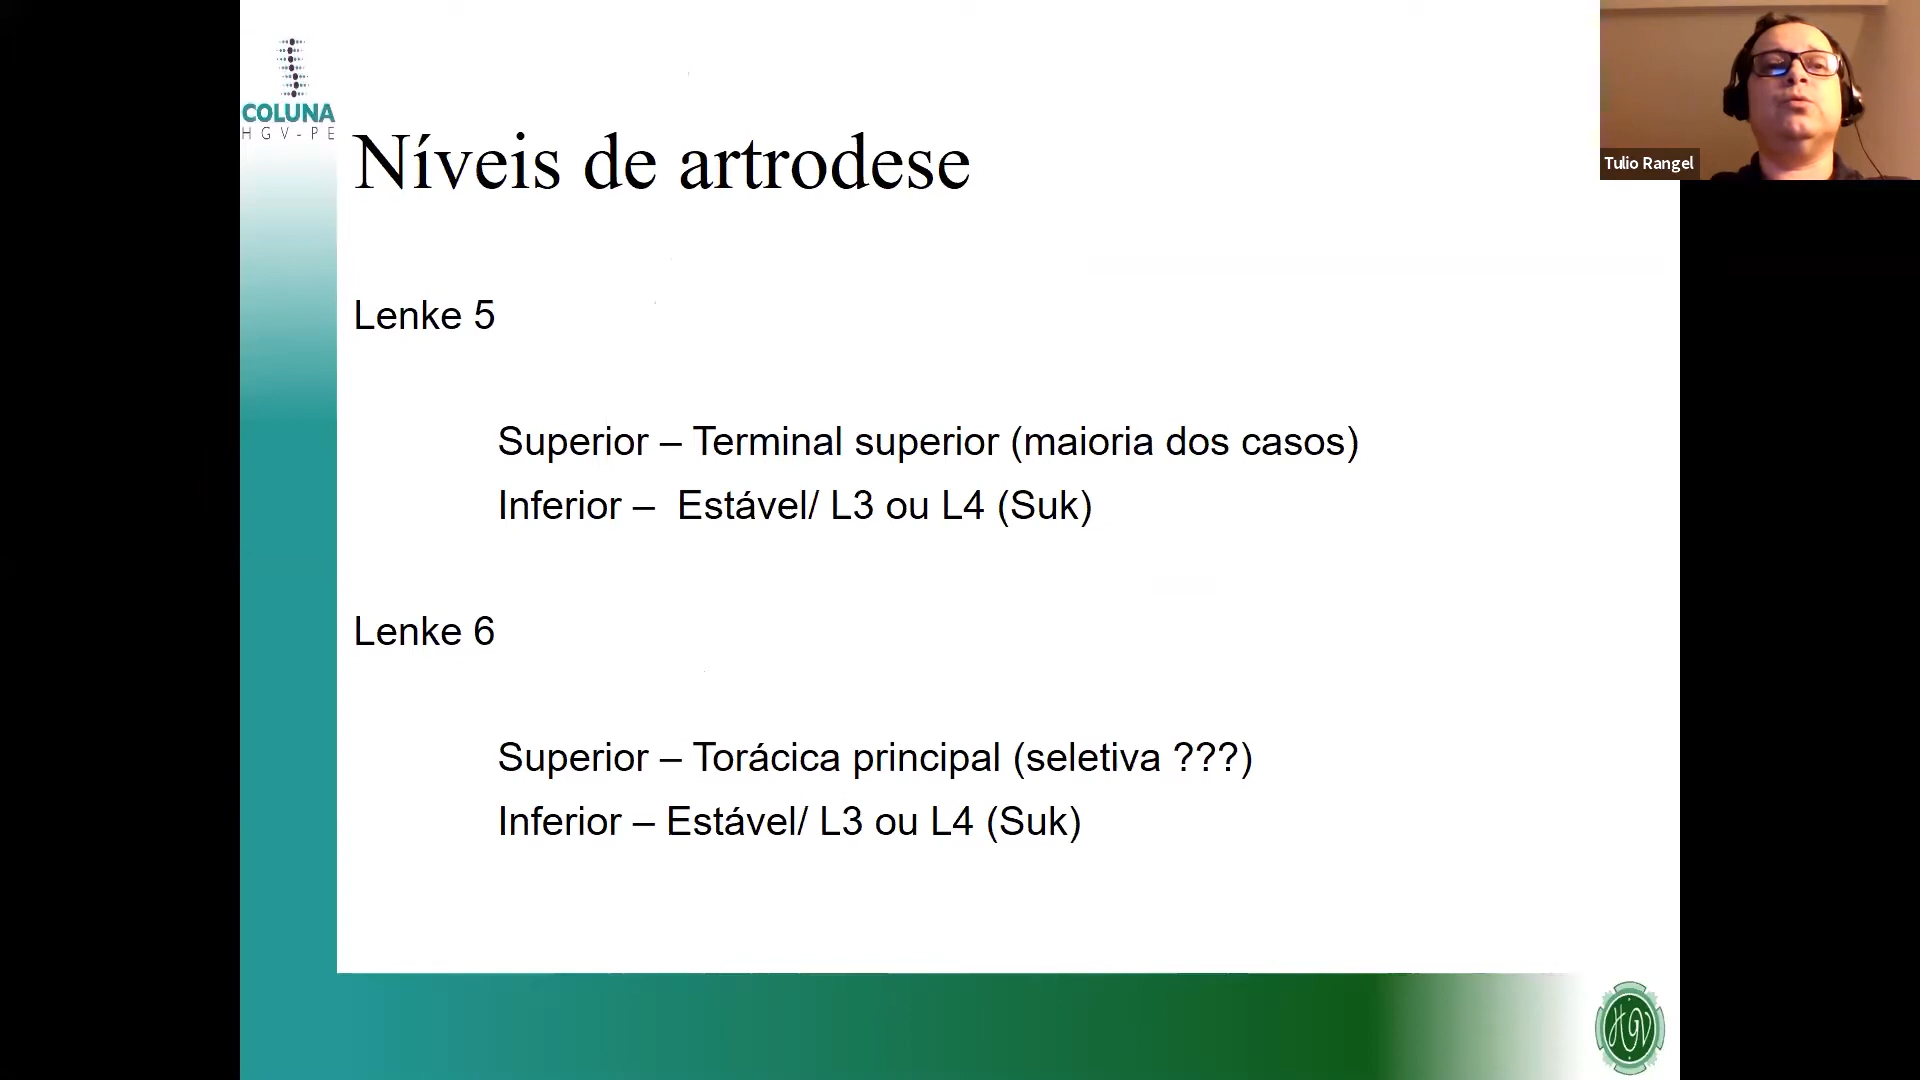 COLUNA
HGV-PE
Níveis de artrodese
Tulio Rangel
Lenke 5
Superior – Terminal superior (maioria dos casos)
Inferior – Estável/ L3 ou L4 (Suk)
Lenke 6
Superior – Torácica principal (seletiva ???)
Inferior – Estável/ L3 ou L4 (Suk)
HGV